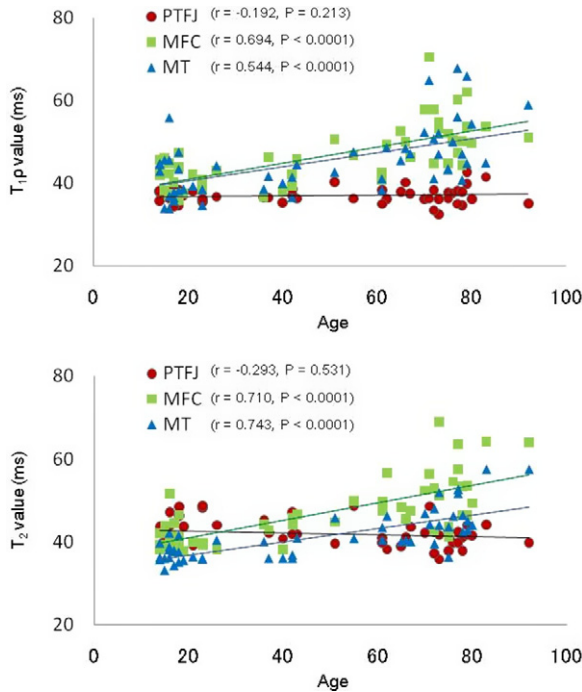 PTFJ (r = -0.192, P = 0.213)
MFC (r = 0.694, P < 0.0001)
MT (r = 0.544, P < 0.0001)
T₁ρ value (ms)
80
60
40
20
0 20 40 60 80 100
Age
PTFJ (r = -0.293, P = 0.531)
MFC (r = 0.710, P < 0.0001)
MT (r = 0.743, P < 0.0001)
T₂ value (ms)
80
60
40
20
0 20 40 60 80 100
Age